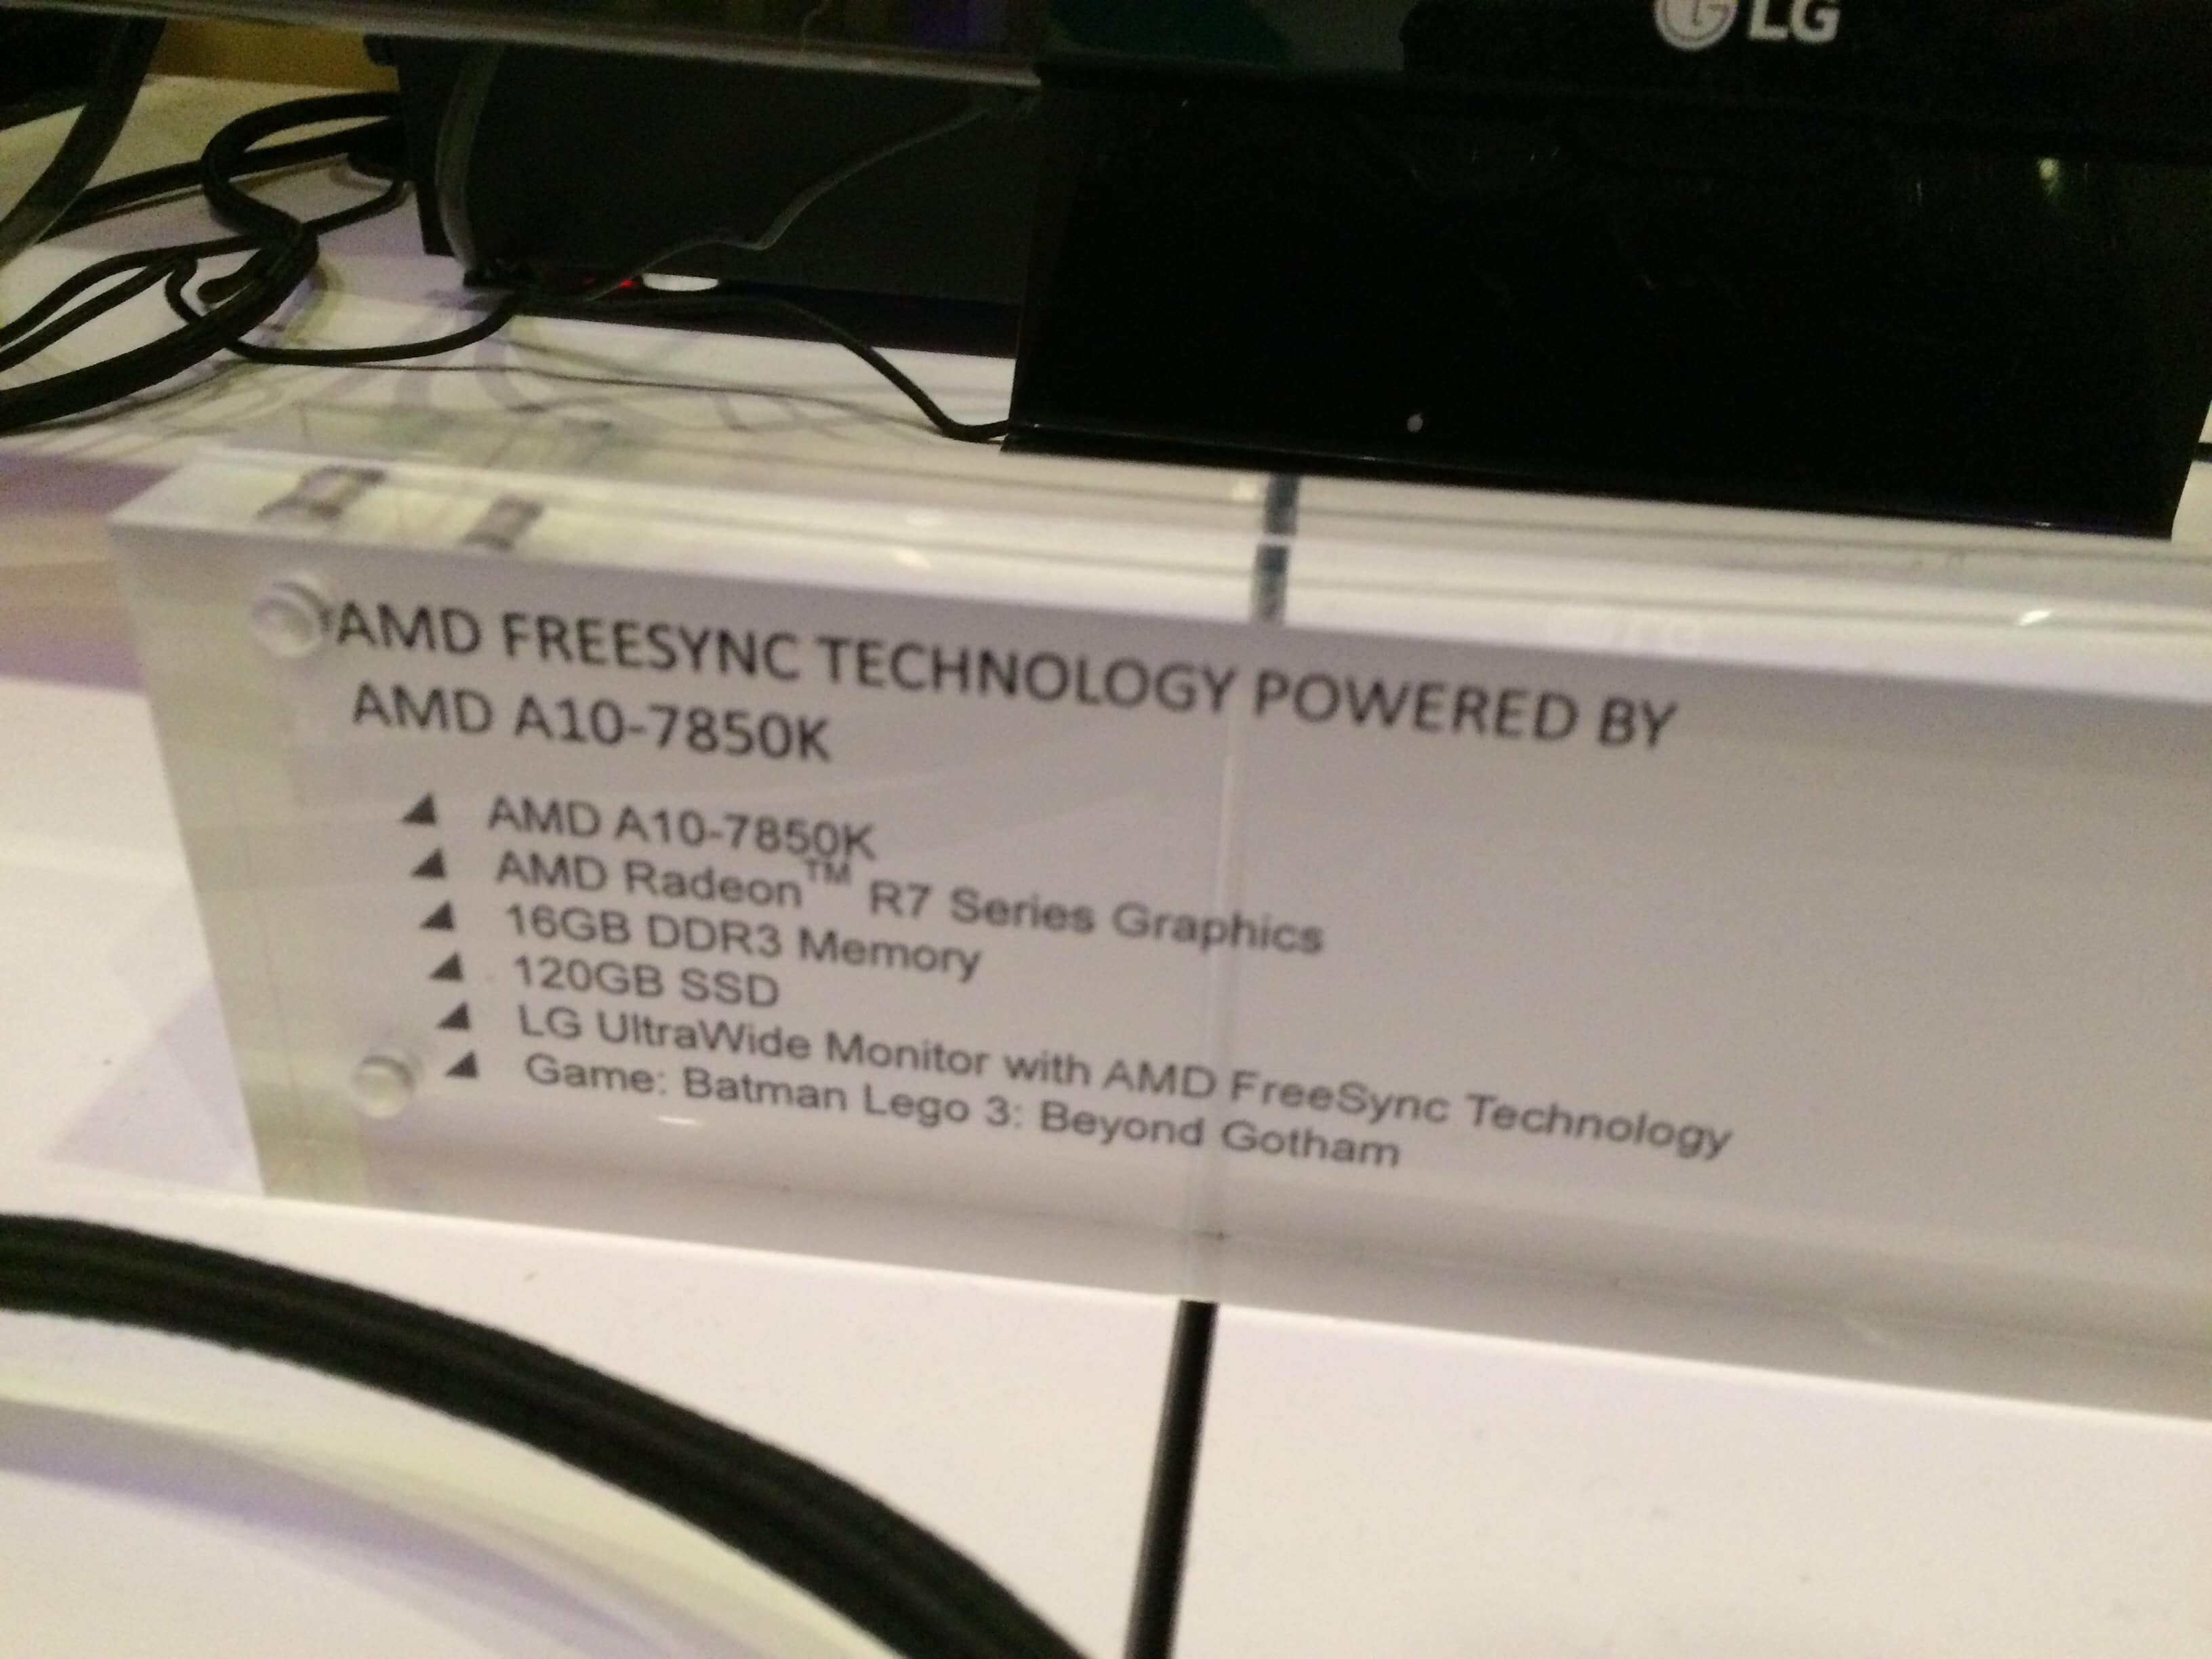 LG
AMD FREESYNC TECHNOLOGY POWERED BY
AMD A10-7850K
AMD A10-7850K
AMD Radeon™ R7 Series Graphics
16GB DDR3 Memory
120GB SSD
LG UltraWide Monitor with AMD FreeSync Technology
Game: Batman Lego 3: Beyond Gotham